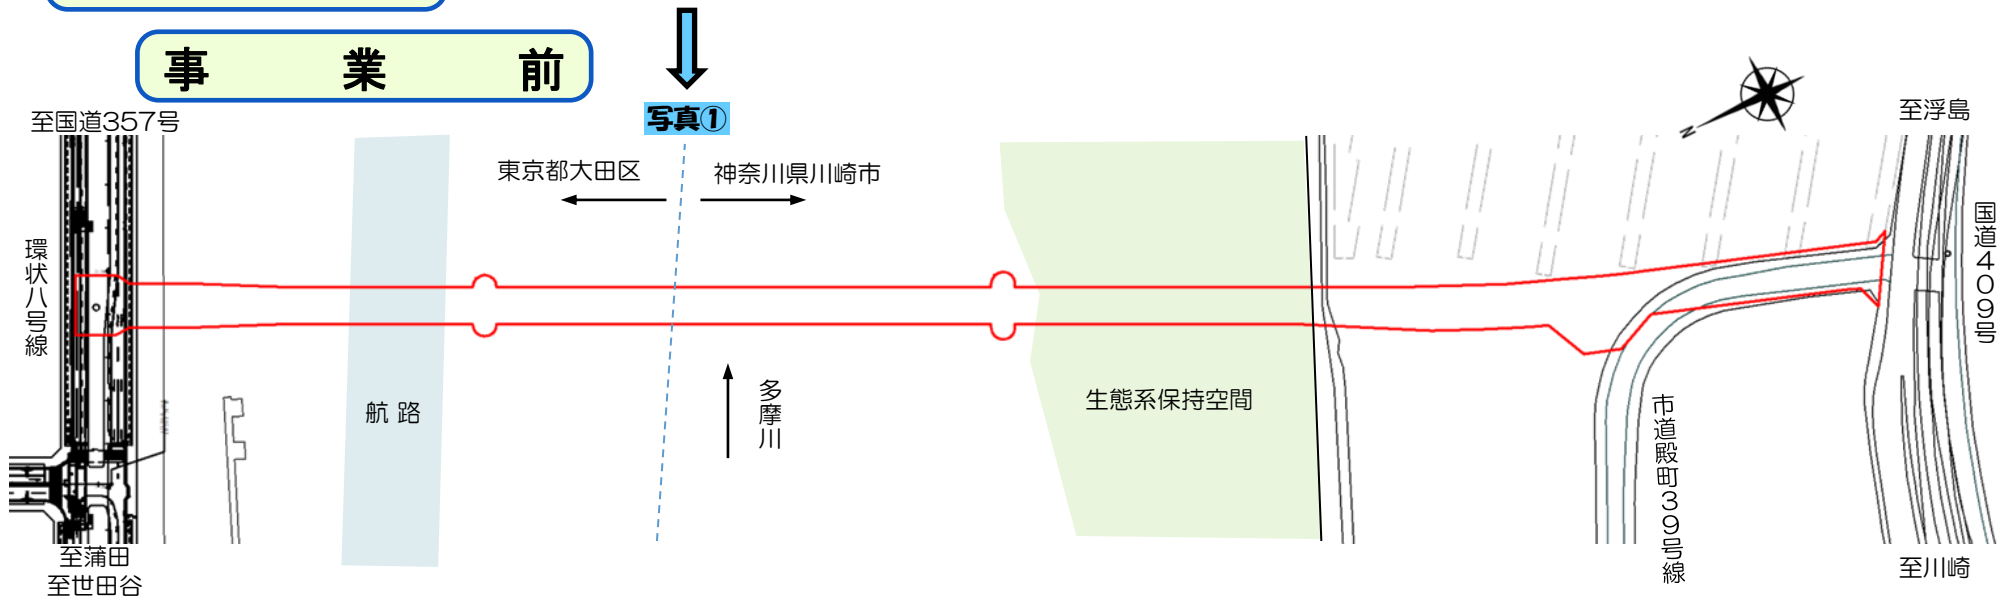 事業前
写真①
至国道357号
東京都大田区
神奈川県川崎市
N
至浮島
環状八号線
国道409号
航路
多摩川
生態系保持空間
市道殿町39号線
至蒲田
至世田谷
至川崎